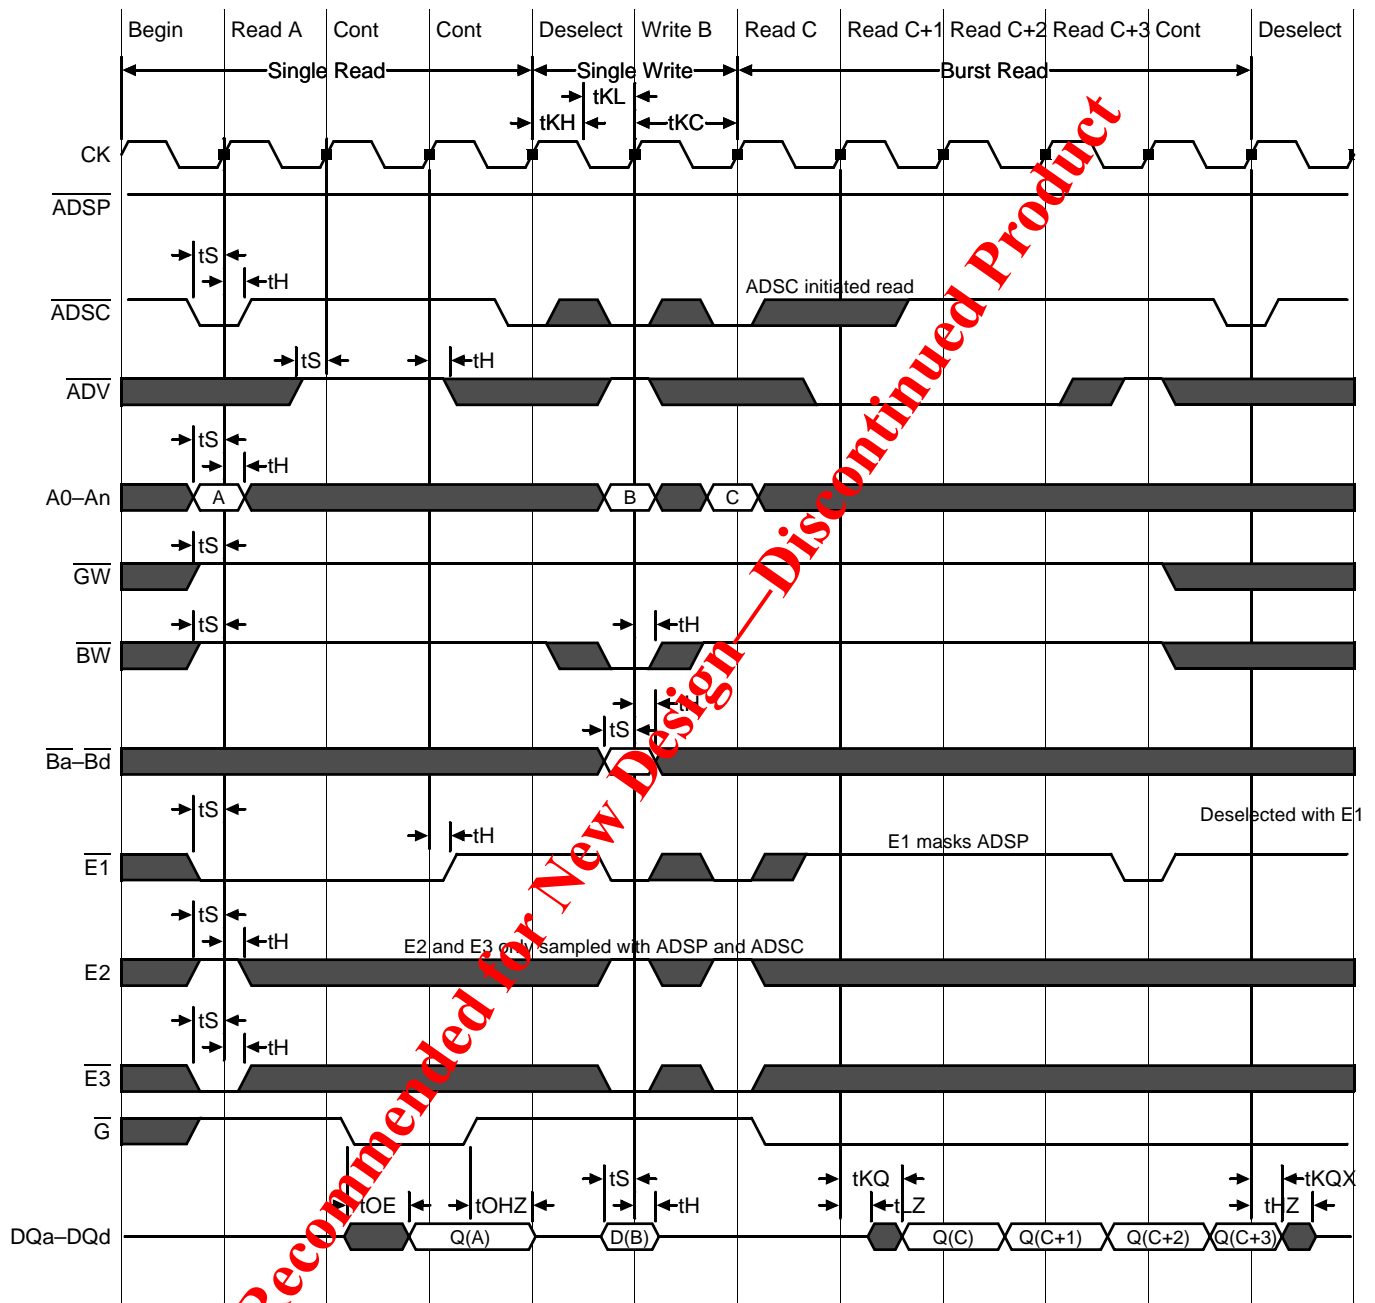 Begin Read A Cont Cont Deselect Write B Read C Read C+1 Read C+2 Read C+3 Cont Deselect
Single Read Single Write Burst Read
tKL
tKH tKC
CK
ADSP
tS
tH
ADSC initiated read
ADSC
tS tH
ADV
tS
tH
A0–An A B C
tS
GW
tS tH
BW
tH
tS
Ba–Bd
tS
Deselected with E1
tH
E1 masks ADSP
E1
tS
tH
E2 and E3 only sampled with ADSP and ADSC
E2
tS
tH
E3
G
tS tKQ tKQX
tOE tOHZ tH tLZ tHZ
DQa–DQd Q(A) D(B) Q(C) Q(C+1) Q(C+2) Q(C+3)
Recommended for New Design—Discontinued Product